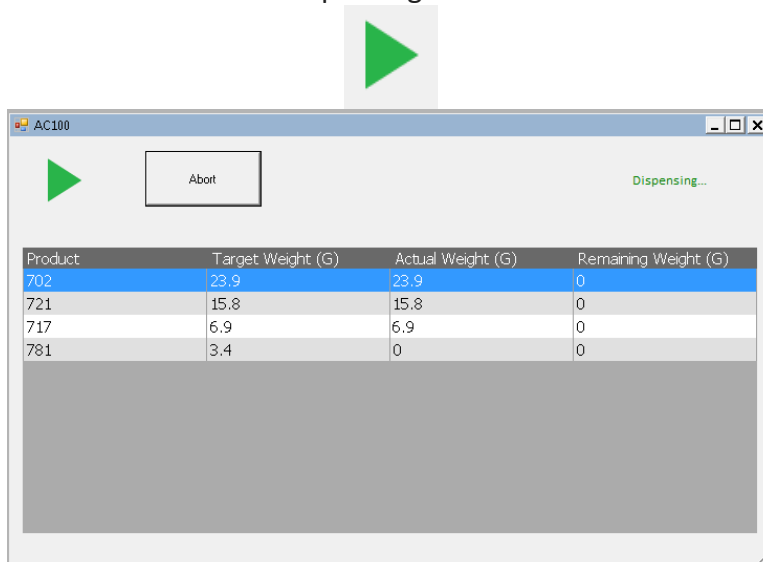 AC100
Abort
Dispensing...
Product Target Weight (G) Actual Weight (G) Remaining Weight (G)
702 23.9 23.9 0
721 15.8 15.8 0
717 6.9 6.9 0
781 3.4 0 0